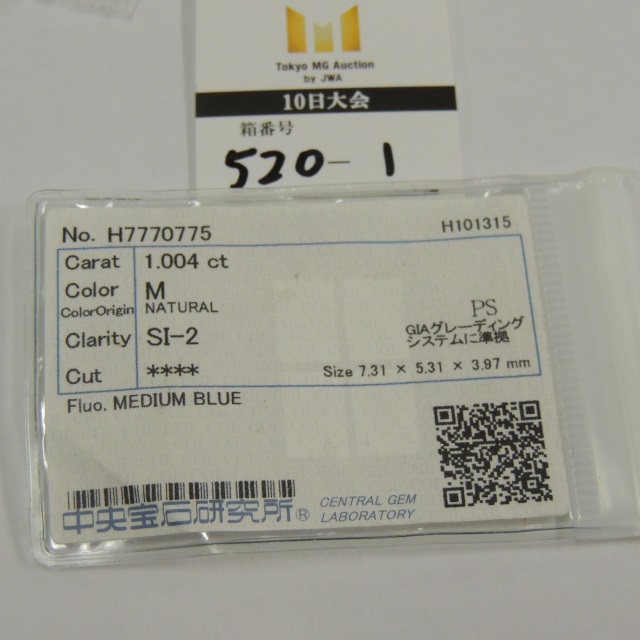 Tokyo MG Auction
by JWA
10日大会
箱番号
520-1
No. H7770775 H101315
Carat 1.004 ct
Color M
ColorOrigin NATURAL
PS
Clarity SI-2
GIAグレーディング
システムに準拠
Cut ****
Size 7.31 × 5.31 × 3.97 mm
Fluo. MEDIUM BLUE
中央宝石研究所® CENTRAL GEM
LABORATORY